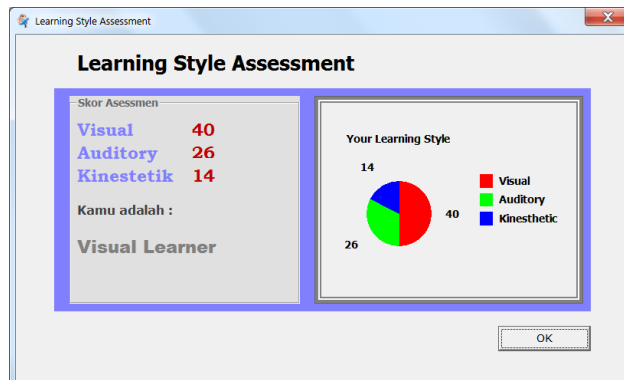 Learning Style Assessment
Learning Style Assessment
Skor Asessmen
Visual 40
Auditory 26
Kinestetik 14
Kamu adalah :
Visual Learner
Your Learning Style
14
40
26
Visual
Auditory
Kinesthetic
OK